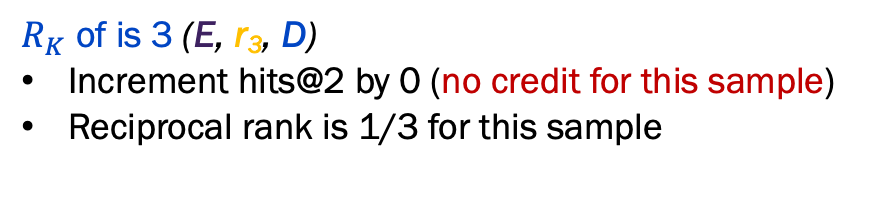 R_K of is 3 (E, r_3, D)
• Increment hits@2 by 0 (no credit for this sample)
• Reciprocal rank is 1/3 for this sample